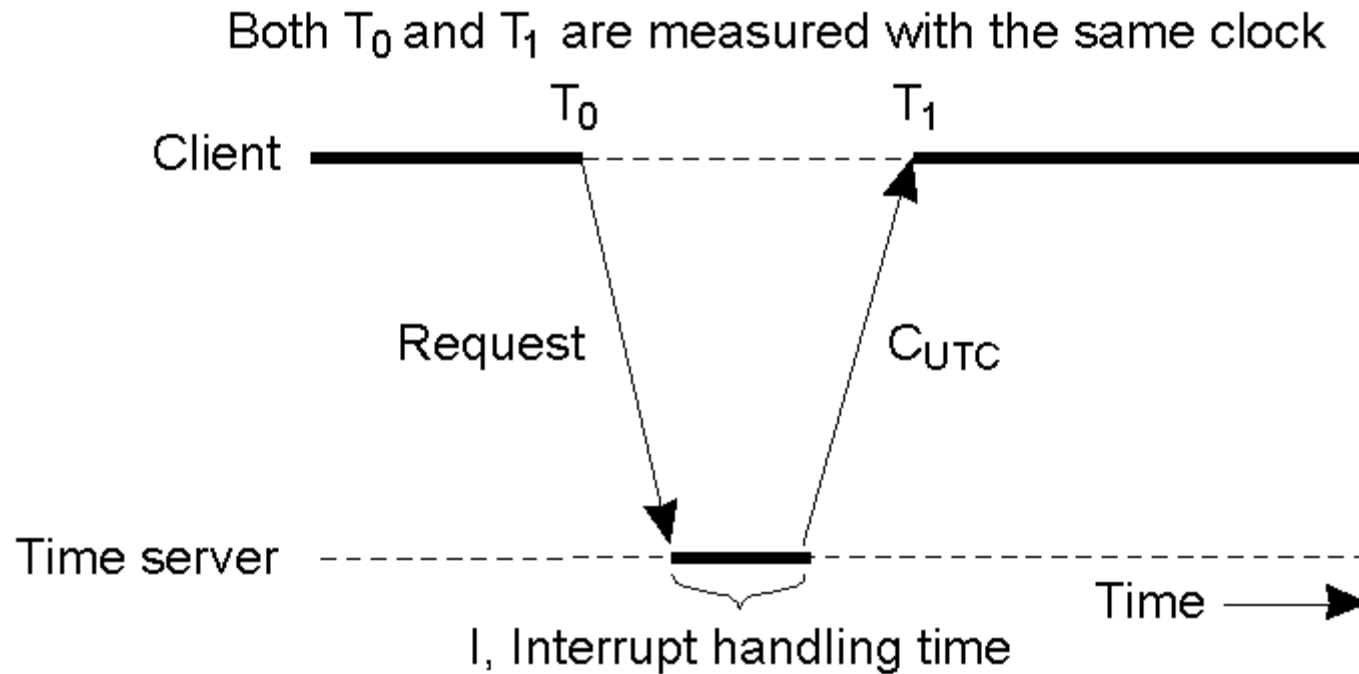 Both T₀ and T₁ are measured with the same clock
T₀
T₁
Client
Request
C_UTC
Time server
Time
I, Interrupt handling time